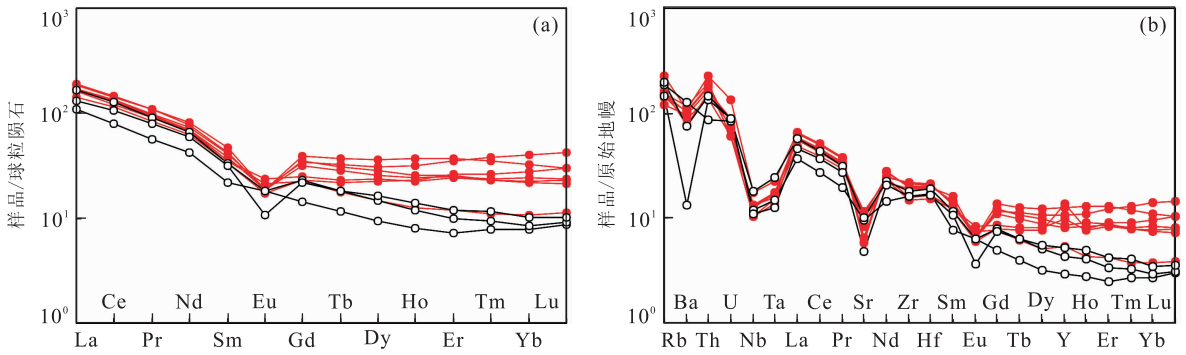 (a)
10³
10²
10¹
10⁰
样品/球粒陨石
Ce Nd Eu Tb Ho Tm Lu
La Pr Sm Gd Dy Er Yb
(b)
10³
10²
10¹
10⁰
样品/原始地幔
Ba U Ta Ce Sr Zr Sm Gd Dy Ho Tm Lu
Rb Th Nb La Pr Nd Hf Eu Tb Y Er Yb